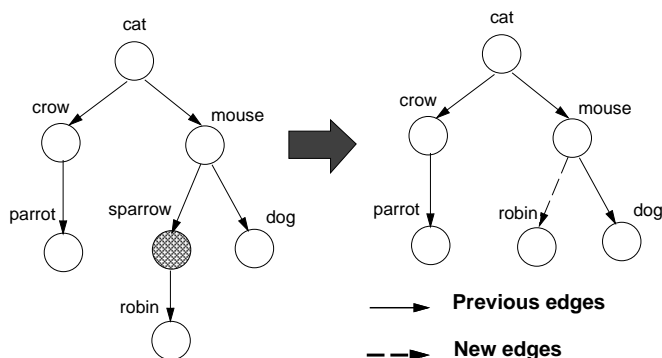 cat
crow
mouse
parrot
sparrow
dog
robin
cat
crow
mouse
parrot
robin
dog
Previous edges
New edges